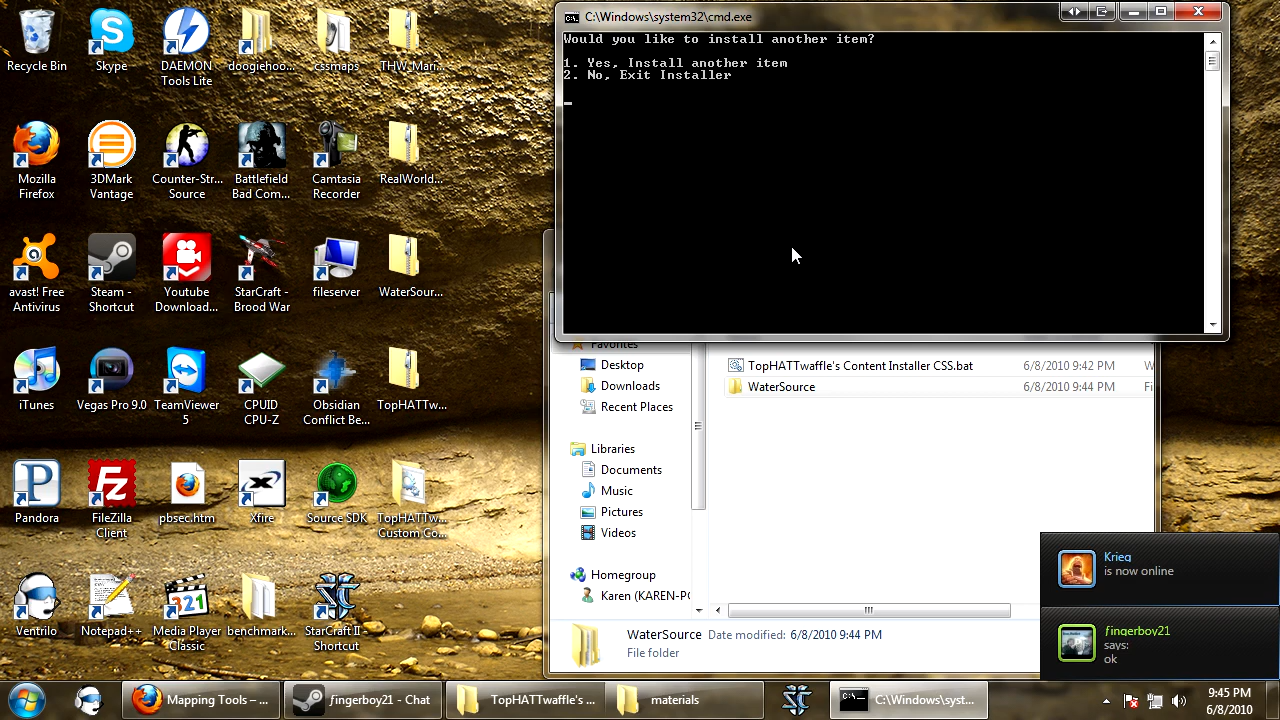 Recycle Bin
Skype
DAEMON Tools Lite
doogiehoo...
cssmaps
THW_Mari...
Mozilla Firefox
3DMark Vantage
Counter-Str... Source
Battlefield Bad Com...
Camtasia Recorder
RealWorld...
avast! Free Antivirus
Steam - Shortcut
Youtube Download...
StarCraft - Brood War
fileserver
WaterSour...
iTunes
Vegas Pro 9.0
TeamViewer 5
CPUID CPU-Z
Obsidian Conflict Be...
TopHATTw...
Pandora
FileZilla Client
pbsec.htm
Xfire
Source SDK
TopHATTw... Custom Co...
Ventrilo
Notepad++
321
Media Player Classic
benchmark...
StarCraft II - Shortcut
C:\Windows\system32\cmd.exe
Would you like to install another item?
1. Yes, Install another item
2. No, Exit Installer
Favorites
Desktop
Downloads
Recent Places
Libraries
Documents
Music
Pictures
Videos
Homegroup
Karen (KAREN-PC
TopHATTwaffle's Content Installer CSS.bat 6/8/2010 9:42 PM W
WaterSource 6/8/2010 9:44 PM Fi
WaterSource Date modified: 6/8/2010 9:44 PM
File folder
Krieg
is now online
ƒingerboy21
says:
ok
Mapping Tools – ...
ƒingerboy21 - Chat
TopHATTwaffle's ...
materials
C:\Windows\syst...
9:45 PM
6/8/2010